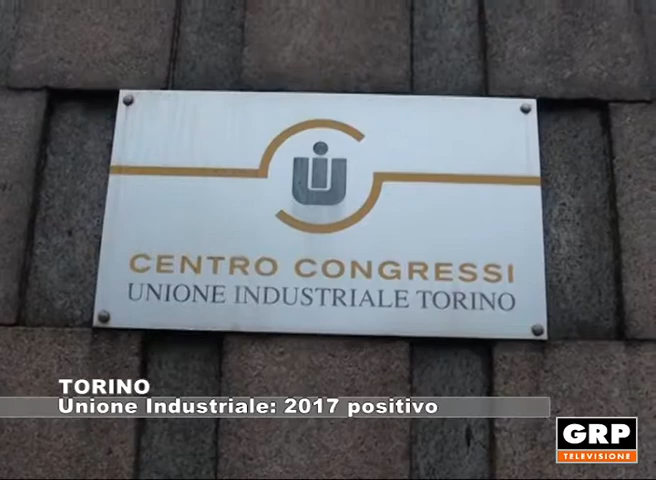 CENTRO CONGRESSI
UNIONE INDUSTRIALE TORINO
TORINO
Unione Industriale: 2017 positivo
GRP
TELEVISIONE